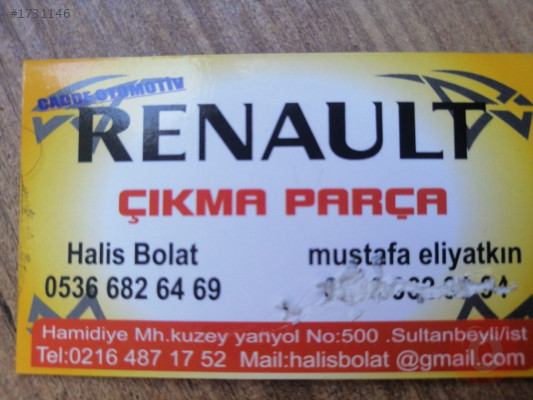 #1731146
CADDE OTOMOTİV
RENAULT
ÇIKMA PARÇA
Halis Bolat mustafa eliyatkın
0536 682 64 69
Hamidiye Mh.kuzey yanyol No:500 .Sultanbeyli/ist
Tel:0216 487 17 52 Mail:halisbolat @gmail.com